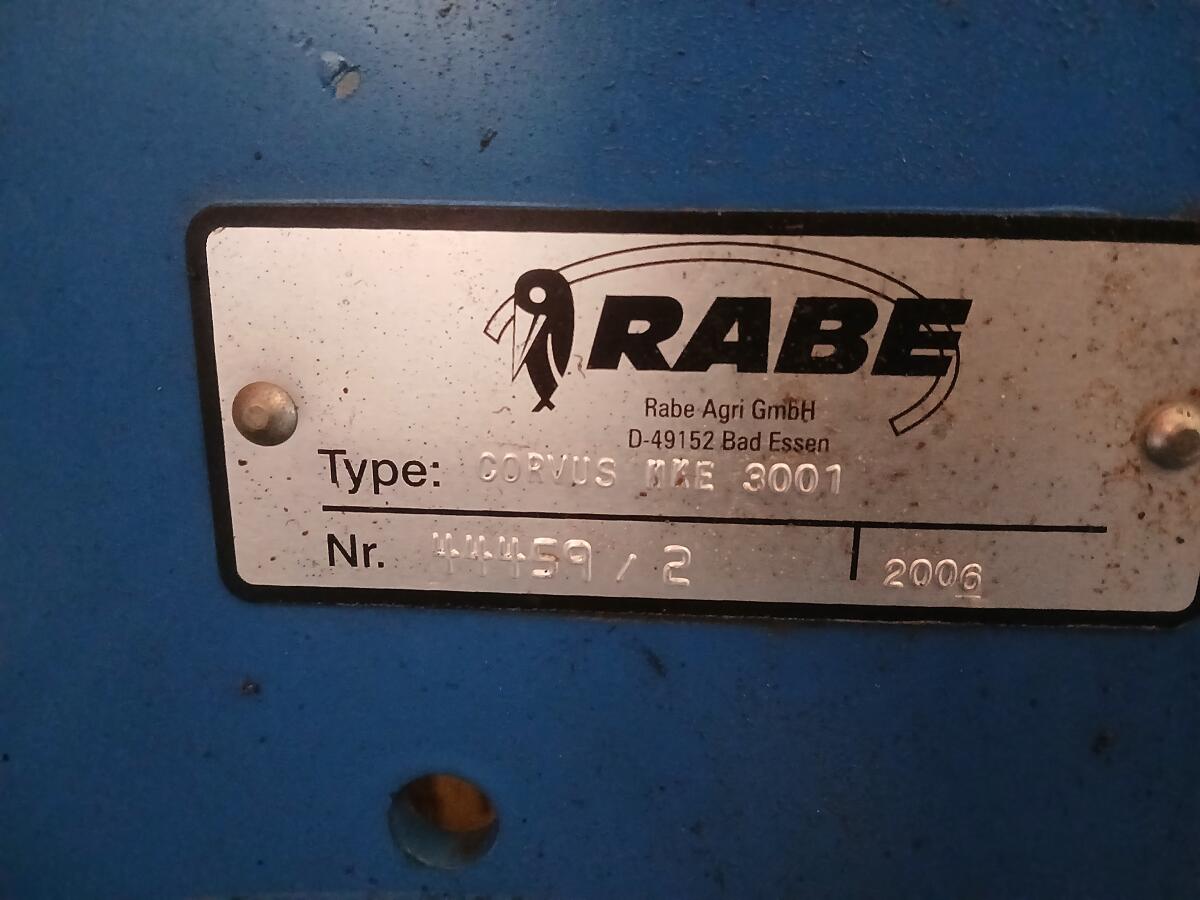 RABE
Rabe Agri GmbH
D-49152 Bad Essen
Type: CORVUS MKE 3001
Nr. 44459 / 2 2006